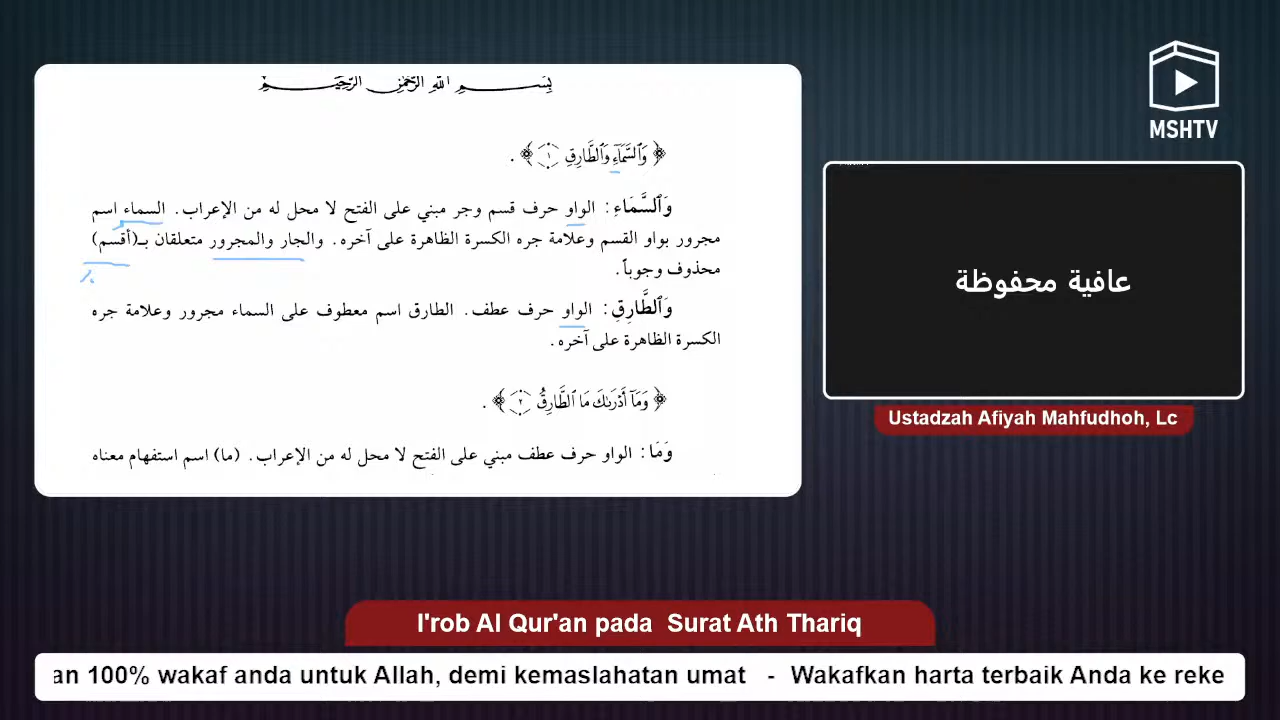 بِسْمِ اللَّهِ الرَّحْمَٰنِ الرَّحِيمِ
﴿ وَٱلسَّمَآءِ وَٱلطَّارِقِ ١ ﴾ .
وَٱلسَّمَاءِ : الواو حرف قسم وجر مبني على الفتح لا محل له من الإعراب . السماء اسم
مجرور بواو القسم وعلامة جره الكسرة الظاهرة على آخره . والجار والمجرور متعلقان بـ(أقسم)
محذوف وجوباً .
وَٱلطَّارِقِ : الواو حرف عطف . الطارق اسم معطوف على السماء مجرور وعلامة جره
الكسرة الظاهرة على آخره .
﴿ وَمَآ أَدْرَىٰكَ مَا ٱلطَّارِقُ ٢ ﴾ .
وَمَا : الواو حرف عطف مبني على الفتح لا محل له من الإعراب . (ما) اسم استفهام معناه
MSHTV
عافية محفوظة
Ustadzah Afiyah Mahfudhoh, Lc
I'rob Al Qur'an pada Surat Ath Thariq
an 100% wakaf anda untuk Allah, demi kemaslahatan umat - Wakafkan harta terbaik Anda ke reke